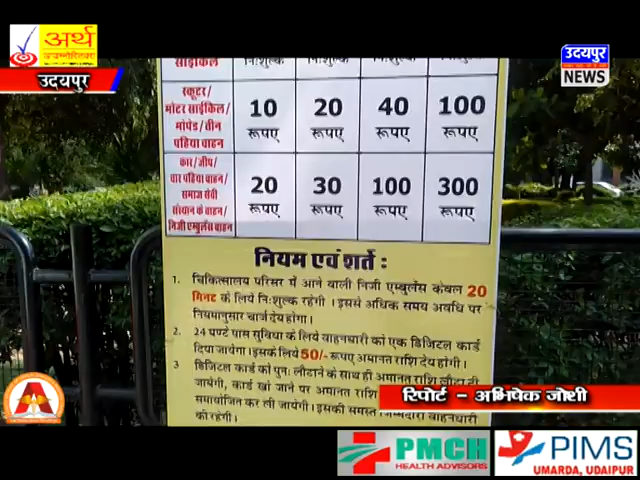 अर्थ
डायग्नोस्टिक्स
उदयपुर
उदयपुर
NEWS
साइकिल निःशुल्क निःशुल्क निःशुल्क
स्कूटर/
मोटर साईकिल/
मोपेड/तीन
पहिया वाहन
10 रूपए 20 रूपए 40 रूपए 100 रूपए
कार/जीप/
चार पहिया वाहन/
समाज सेवी
संस्थान के वाहन/
निजी एम्बुलेंस वाहन
20 रूपए 30 रूपए 100 रूपए 300 रूपए
नियम एवं शर्ते :
1. चिकित्सालय परिसर में आने वाली निजी एम्बुलेंस केवल 20
मिनट के लिये निःशुल्क रहेगी । इससे अधिक समय अवधि पर
नियमानुसार चार्ज देय होगा।
2. 24 घण्टे पास सुविधा के लिये वाहनधारी को एक डिजिटल कार्ड
दिया जायेगा। इसके लिये 50/- रूपए अमानत राशि देय होगी।
3 डिजिटल कार्ड को पुनः लौटाने के साथ ही अमानत राशि लौटा दी
जायेगी, कार्ड खो जाने पर अमानत राशि
समायोजित कर ली जायेगी। इसकी समस्त जिम्मेदारी वाहनधारी
की रहेगी।
रिपोर्ट - अभिषेक जोशी
PMCH
HEALTH ADVISORS
PIMS
UMARDA, UDAIPUR